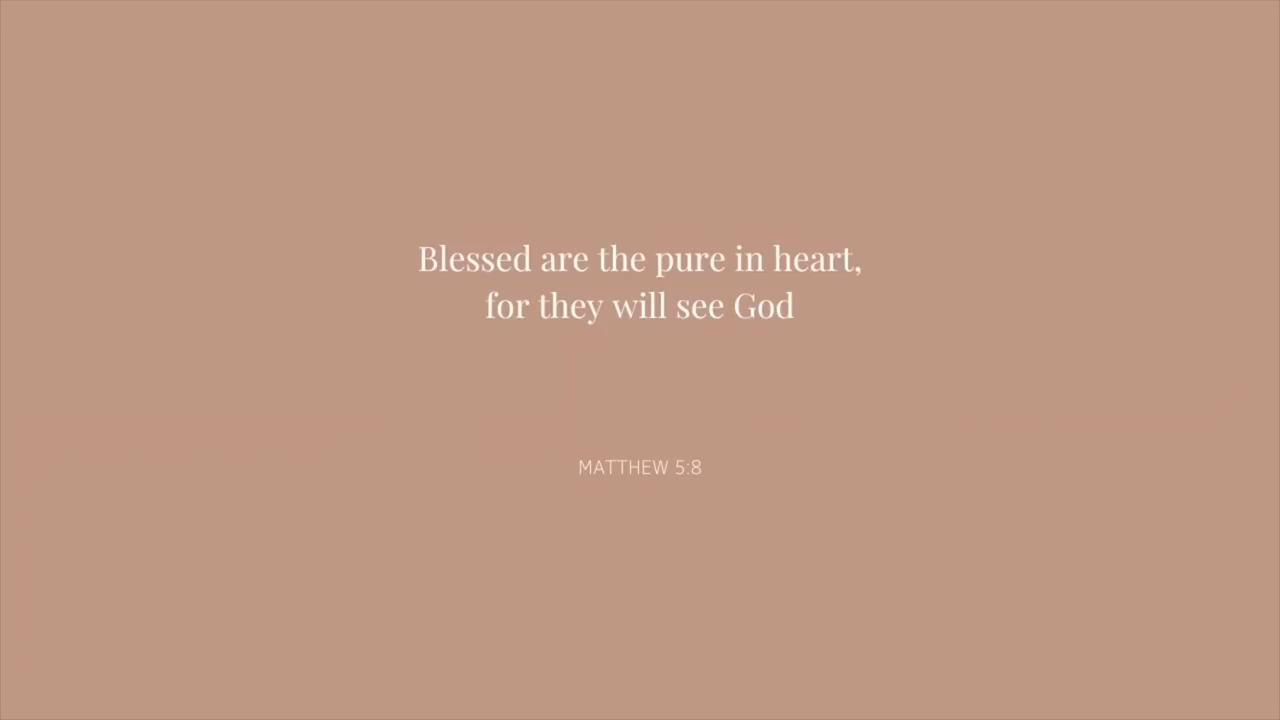 Blessed are the pure in heart,
for they will see God
MATTHEW 5:8